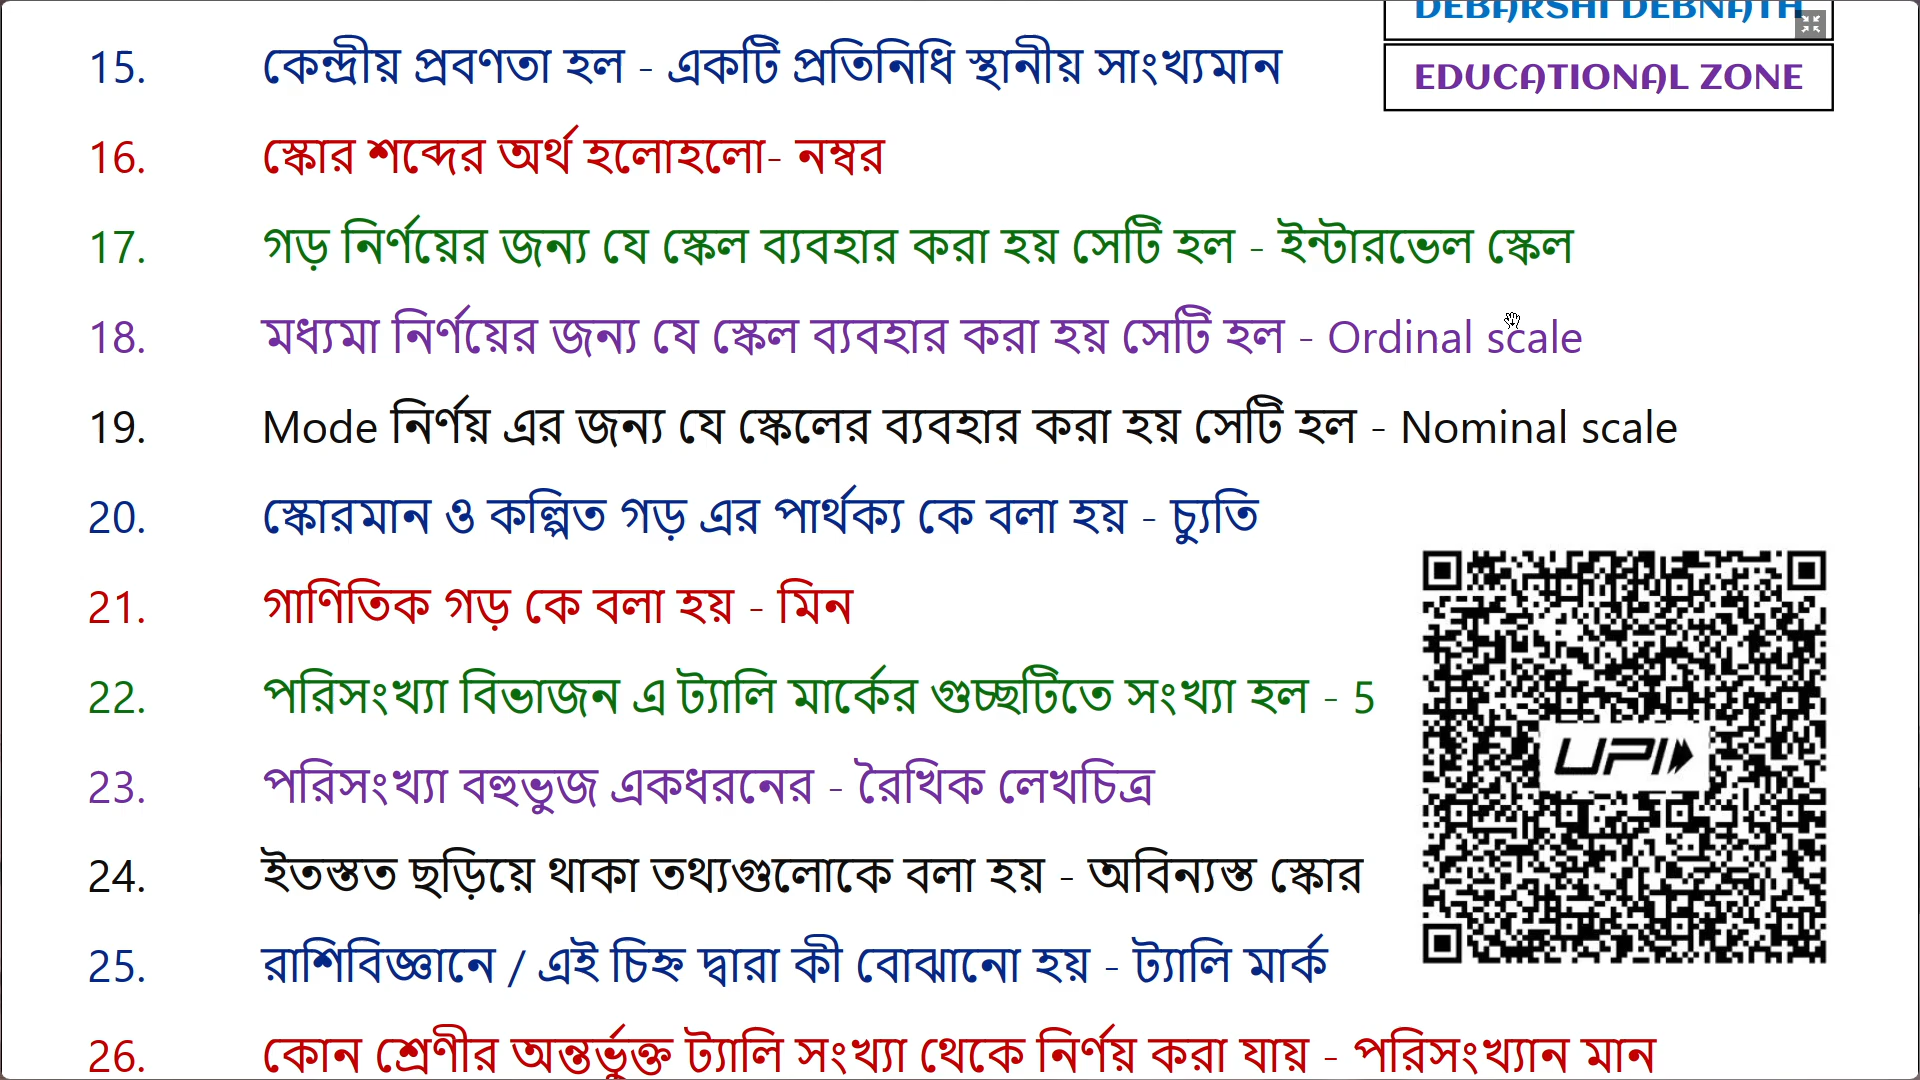 DEBARSHI DEBNATH
EDUCATIONAL ZONE
15. কেন্দ্রীয় প্রবণতা হল - একটি প্রতিনিধি স্থানীয় সাংখ্যমান
16. স্কোর শব্দের অর্থ হলোহলো- নম্বর
17. গড় নির্ণয়ের জন্য যে স্কেল ব্যবহার করা হয় সেটি হল - ইন্টারভেল স্কেল
18. মধ্যমা নির্ণয়ের জন্য যে স্কেল ব্যবহার করা হয় সেটি হল - Ordinal scale
19. Mode নির্ণয় এর জন্য যে স্কেলের ব্যবহার করা হয় সেটি হল - Nominal scale
20. স্কোরমান ও কল্পিত গড় এর পার্থক্য কে বলা হয় - চ্যুতি
21. গাণিতিক গড় কে বলা হয় - মিন
22. পরিসংখ্যা বিভাজন এ ট্যালি মার্কের গুচ্ছটিতে সংখ্যা হল - 5
23. পরিসংখ্যা বহুভুজ একধরনের - রৈখিক লেখচিত্র
24. ইতস্তত ছড়িয়ে থাকা তথ্যগুলোকে বলা হয় - অবিন্যস্ত স্কোর
25. রাশিবিজ্ঞানে / এই চিহ্ন দ্বারা কী বোঝানো হয় - ট্যালি মার্ক
26. কোন শ্রেণীর অন্তর্ভুক্ত ট্যালি সংখ্যা থেকে নির্ণয় করা যায় - পরিসংখ্যান মান
UPI